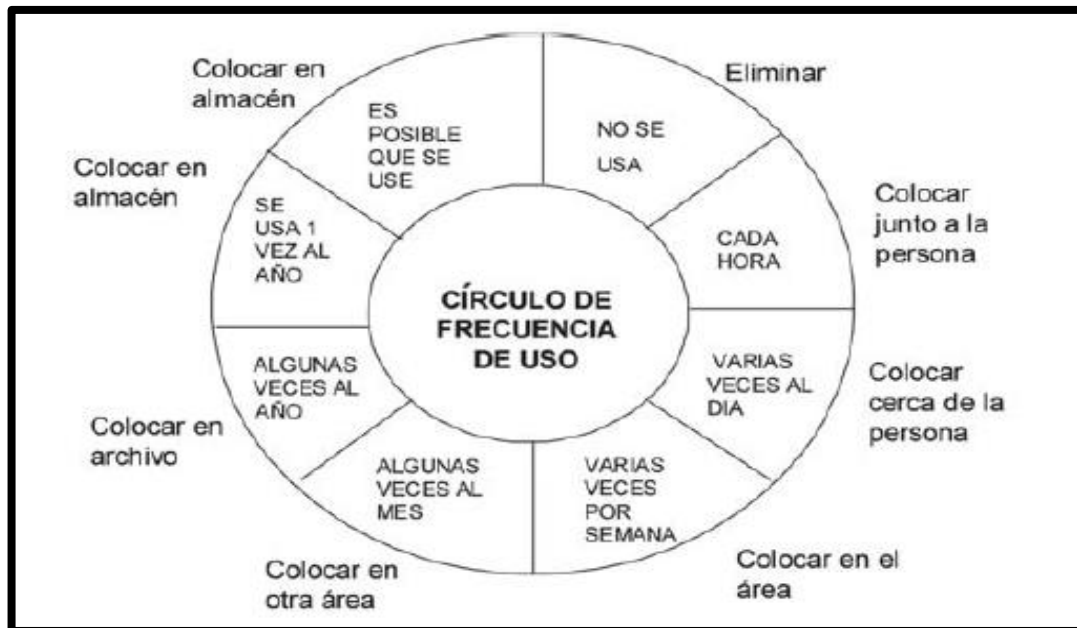 Colocar en
almacén
ES
POSIBLE
QUE SE
USE
NO SE
USA
Eliminar
Colocar en
almacén
SE
USA 1
VEZ AL
AÑO
CADA
HORA
Colocar
junto a la
persona
CÍRCULO DE
FRECUENCIA
DE USO
ALGUNAS
VECES AL
AÑO
Colocar en
archivo
VARIAS
VECES AL
DIA
Colocar
cerca de la
persona
ALGUNAS
VECES AL
MES
Colocar en
otra área
VARIAS
VECES
POR
SEMANA
Colocar en el
área